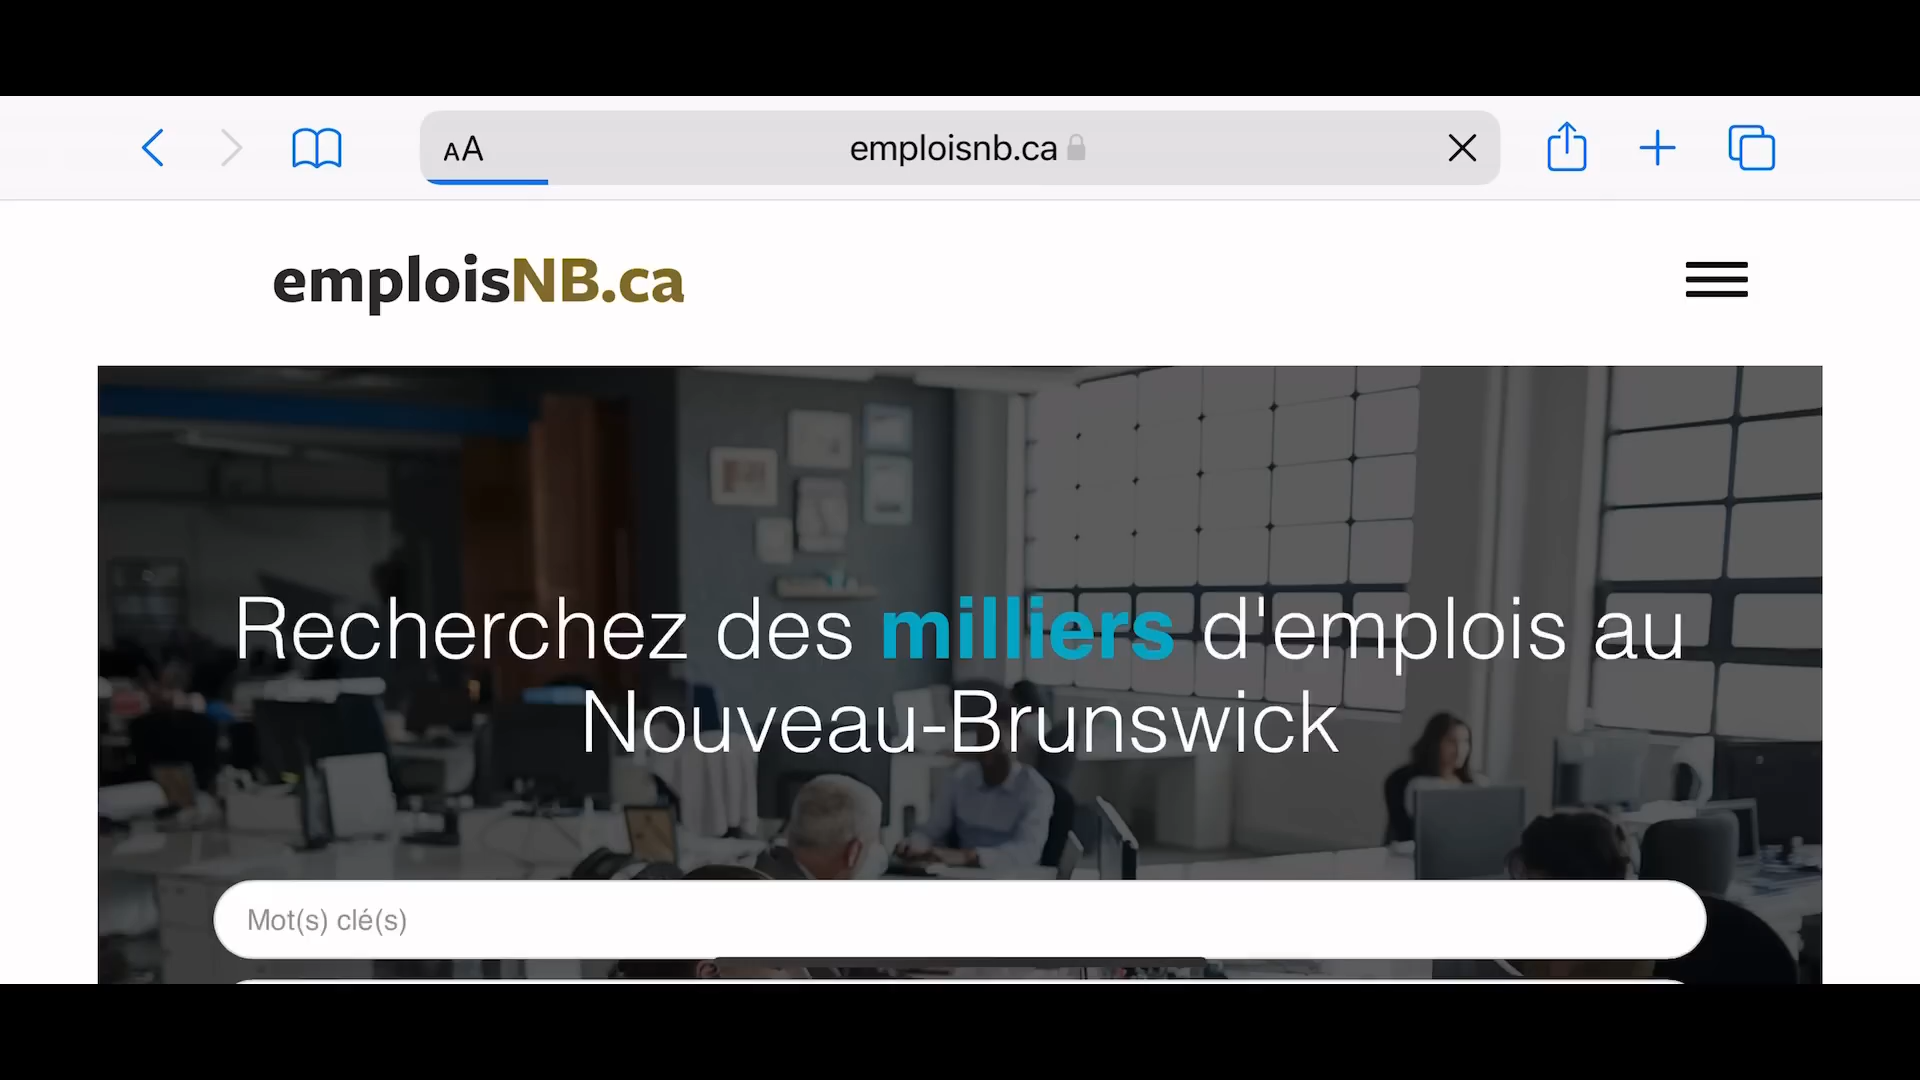 AA
emploisnb.ca
emploisNB.ca
Recherchez des milliers d'emplois au
Nouveau-Brunswick
Mot(s) clé(s)